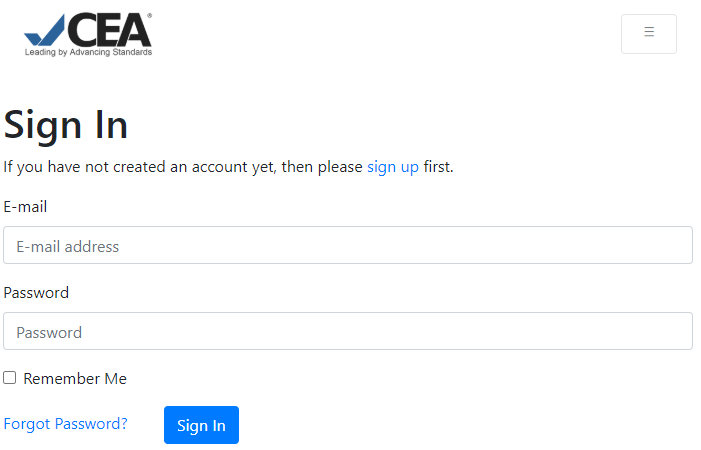 CEA®
Leading by Advancing Standards
Sign In
If you have not created an account yet, then please sign up first.
E-mail
E-mail address
Password
Password
Remember Me
Forgot Password? Sign In